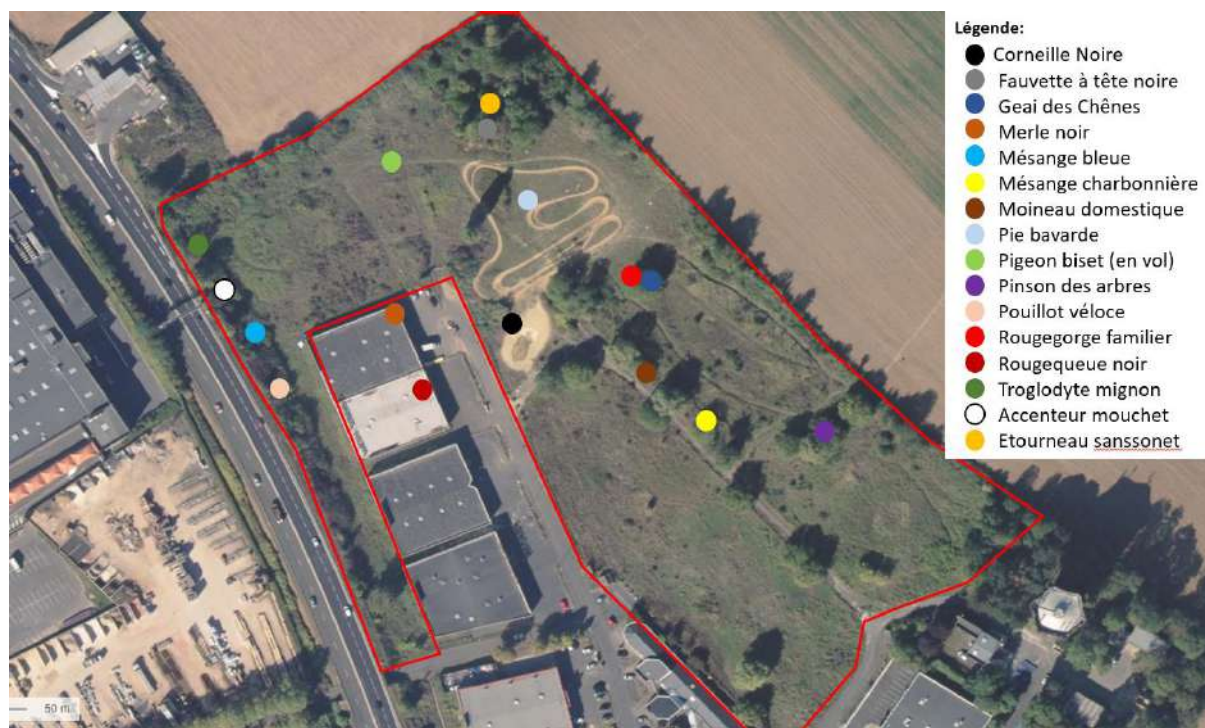 Légende:
Corneille Noire
Fauvette à tête noire
Geai des Chênes
Merle noir
Mésange bleue
Mésange charbonnière
Moineau domestique
Pie bavarde
Pigeon biset (en vol)
Pinson des arbres
Pouillot véloce
Rougegorge familier
Rougequeue noir
Troglodyte mignon
Accenteur mouchet
Etourneau sanssonet
50 m